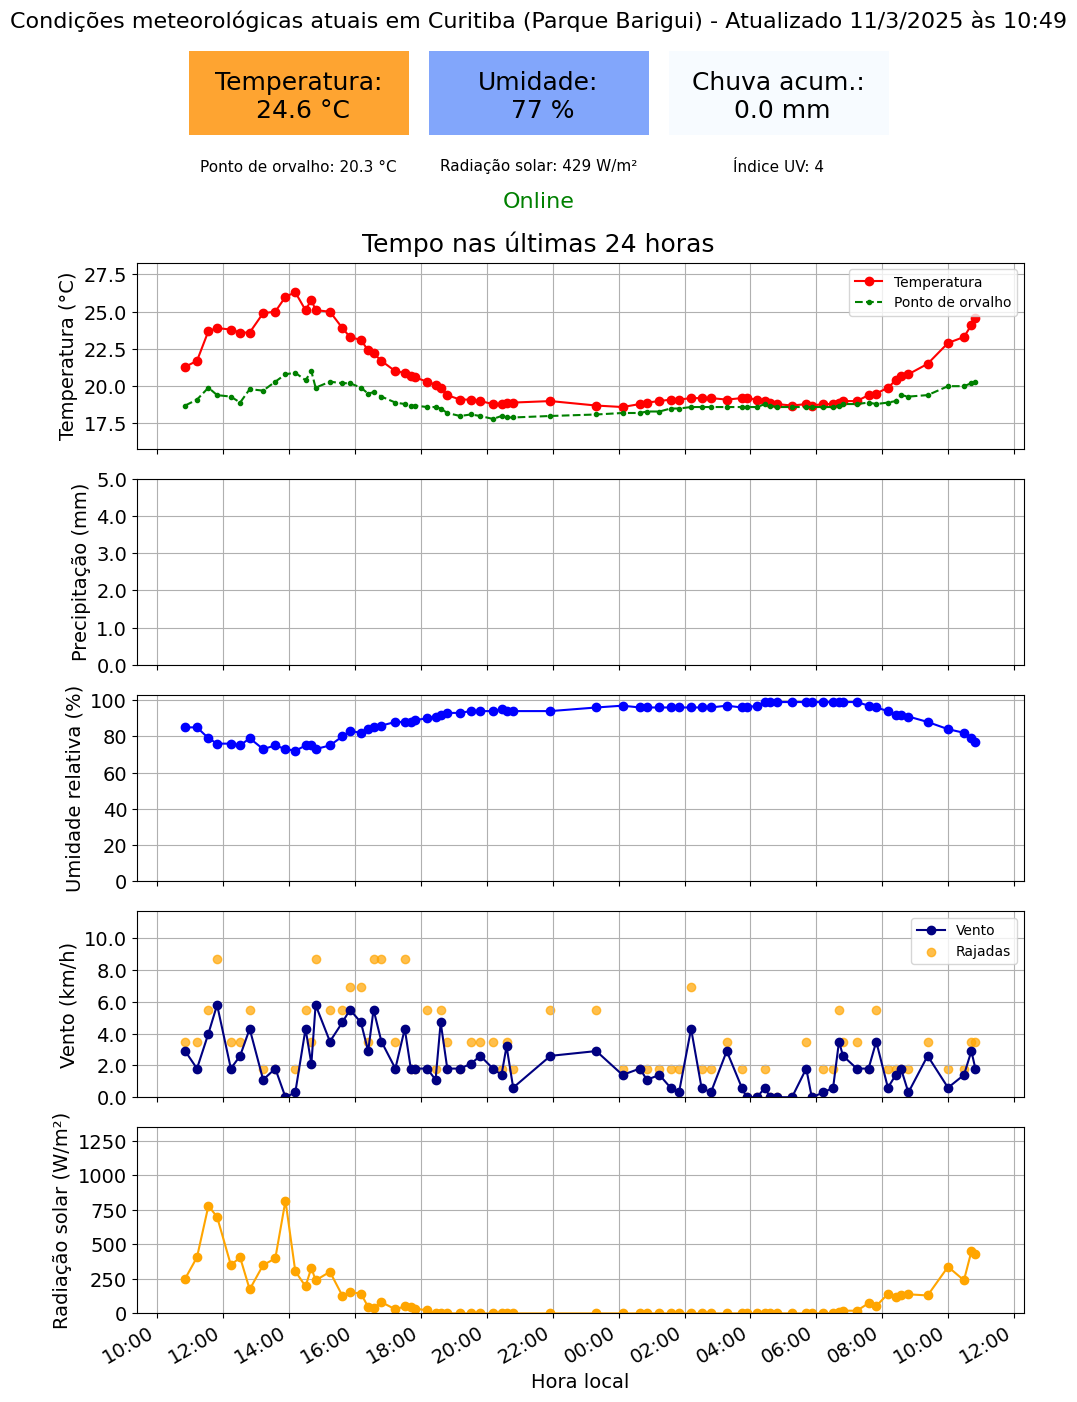 Condições meteorológicas atuais em Curitiba (Parque Barigui) - Atualizado 11/3/2025 às 10:49
Temperatura:
24.6 °C
Umidade:
77 %
Chuva acum.:
0.0 mm
Ponto de orvalho: 20.3 °C
Radiação solar: 429 W/m²
Índice UV: 4
Online
Tempo nas últimas 24 horas
Temperatura (°C)
27.5
25.0
22.5
20.0
17.5
Temperatura
Ponto de orvalho
Precipitação (mm)
5.0
4.0
3.0
2.0
1.0
0.0
Umidade relativa (%)
100
80
60
40
20
0
Vento (km/h)
10.0
8.0
6.0
4.0
2.0
0.0
Vento
Rajadas
Radiação solar (W/m²)
1250
1000
750
500
250
0
10:00
12:00
14:00
16:00
18:00
20:00
22:00
00:00
02:00
04:00
06:00
08:00
10:00
12:00
Hora local